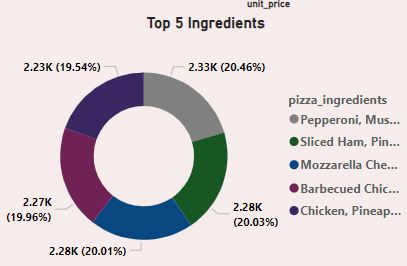 unit_price
Top 5 Ingredients
2.23K (19.54%)
2.33K (20.46%)
pizza_ingredients
Pepperoni, Mus...
Sliced Ham, Pin...
Mozzarella Che...
Barbecued Chic...
Chicken, Pineap...
2.27K
(19.96%)
2.28K
(20.03%)
2.28K (20.01%)